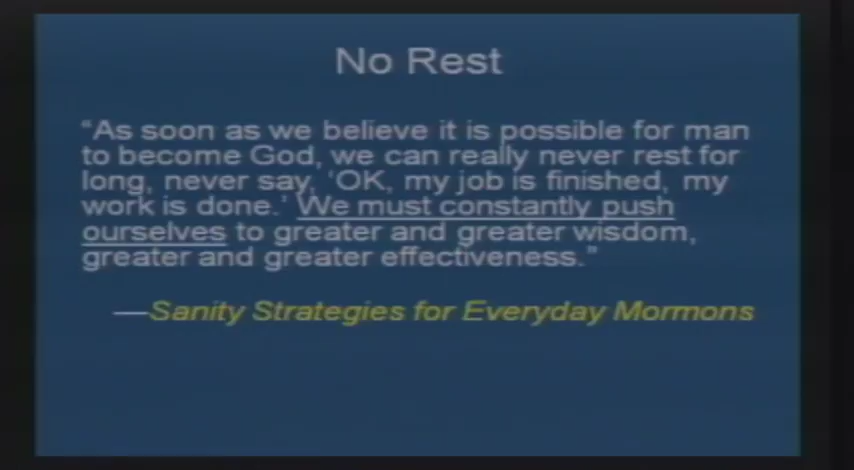 No Rest
“As soon as we believe it is possible for man
to become God, we can really never rest for
long, never say, ‘OK, my job is finished, my
work is done.’ We must constantly push
ourselves to greater and greater wisdom,
greater and greater effectiveness.”
—Sanity Strategies for Everyday Mormons